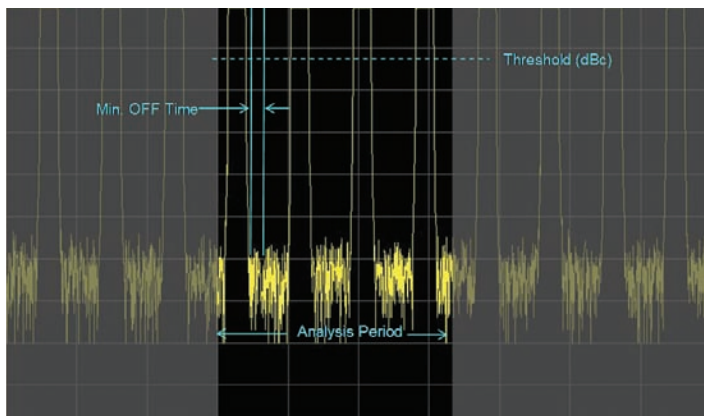 Threshold (dBc)
Min. OFF Time
Analysis Period